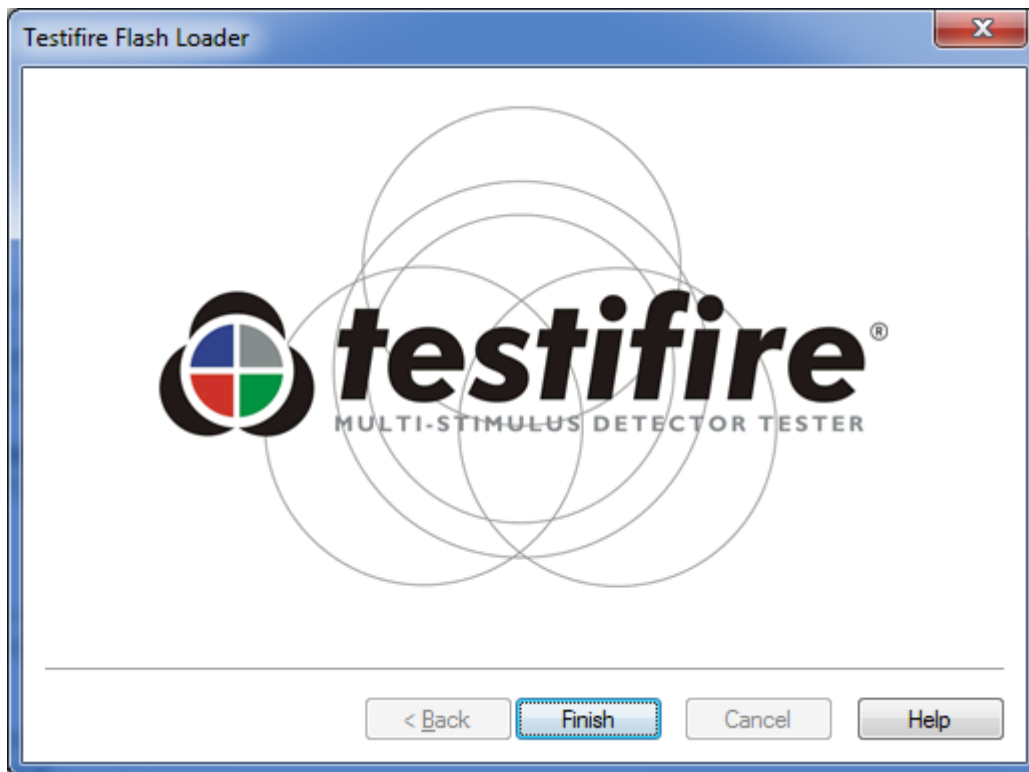 Testifire Flash Loader
testifire®
MULTI-STIMULUS DETECTOR TESTER
< Back Finish Cancel Help